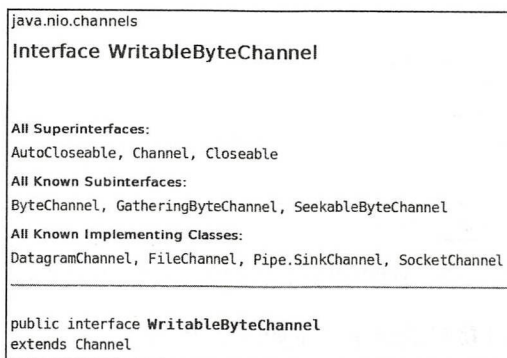 java.nio.channels
Interface WritableByteChannel
All Superinterfaces:
AutoCloseable, Channel, Closeable
All Known Subinterfaces:
ByteChannel, GatheringByteChannel, SeekableByteChannel
All Known Implementing Classes:
DatagramChannel, FileChannel, Pipe.SinkChannel, SocketChannel
public interface WritableByteChannel
extends Channel